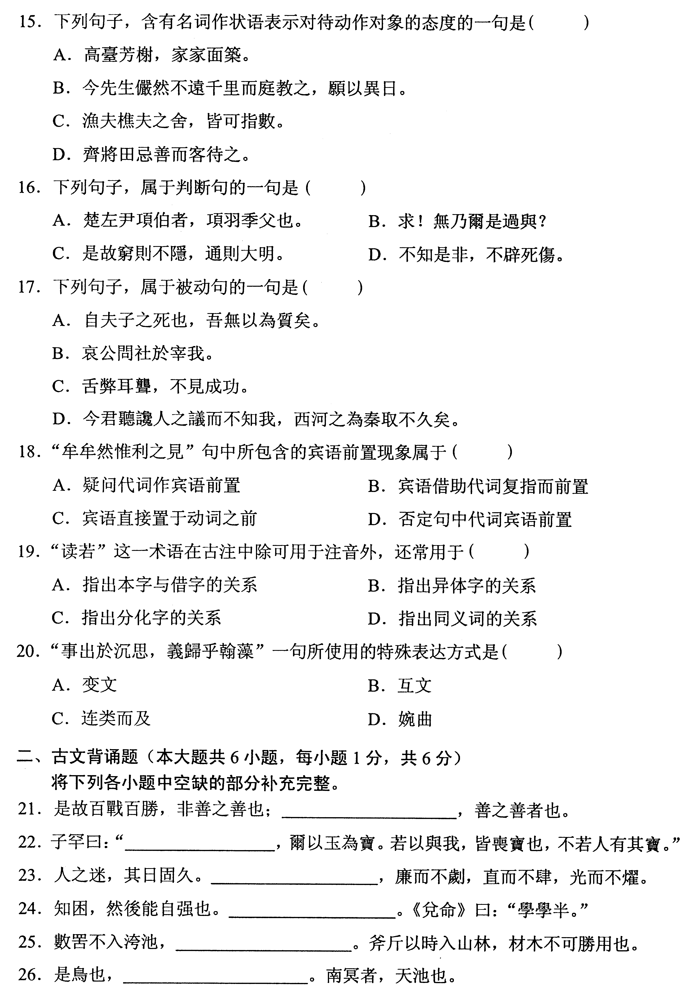 15. 下列句子，含有名词作状语表示对待动作对象的态度的一句是(　　)
A. 高臺芳榭，家家面築。
B. 今先生儼然不遠千里而庭教之，願以異日。
C. 漁夫樵夫之舍，皆可指數。
D. 齊將田忌善而客待之。
16. 下列句子，属于判断句的一句是(　　)
A. 楚左尹項伯者，項羽季父也。 B. 求！無乃爾是過與？
C. 是故窮則不隱，通則大明。 D. 不知是非，不辟死傷。
17. 下列句子，属于被动句的一句是(　　)
A. 自夫子之死也，吾無以為質矣。
B. 哀公問社於宰我。
C. 舌弊耳聾，不見成功。
D. 今君聽讒人之議而不知我，西河之為秦取不久矣。
18. “牟牟然惟利之見”句中所包含的宾语前置现象属于(　　)
A. 疑问代词作宾语前置 B. 宾语借助代词复指而前置
C. 宾语直接置于动词之前 D. 否定句中代词宾语前置
19. “读若”这一术语在古注中除可用于注音外，还常用于(　　)
A. 指出本字与借字的关系 B. 指出异体字的关系
C. 指出分化字的关系 D. 指出同义词的关系
20. “事出於沉思，義歸乎翰藻”一句所使用的特殊表达方式是(　　)
A. 变文 B. 互文
C. 连类而及 D. 婉曲
二、古文背诵题（本大题共 6 小题，每小题 1 分，共 6 分）
将下列各小题中空缺的部分补充完整。
21. 是故百戰百勝，非善之善也；__________，善之善者也。
22. 子罕曰：“__________，爾以玉為寶。若以與我，皆喪寶也，不若人有其寶。”
23. 人之迷，其日固久。__________，廉而不劌，直而不肆，光而不燿。
24. 知困，然後能自强也。__________。《兌命》曰：“學學半。”
25. 數罟不入洿池，__________。斧斤以時入山林，材木不可勝用也。
26. 是鳥也，__________。南冥者，天池也。